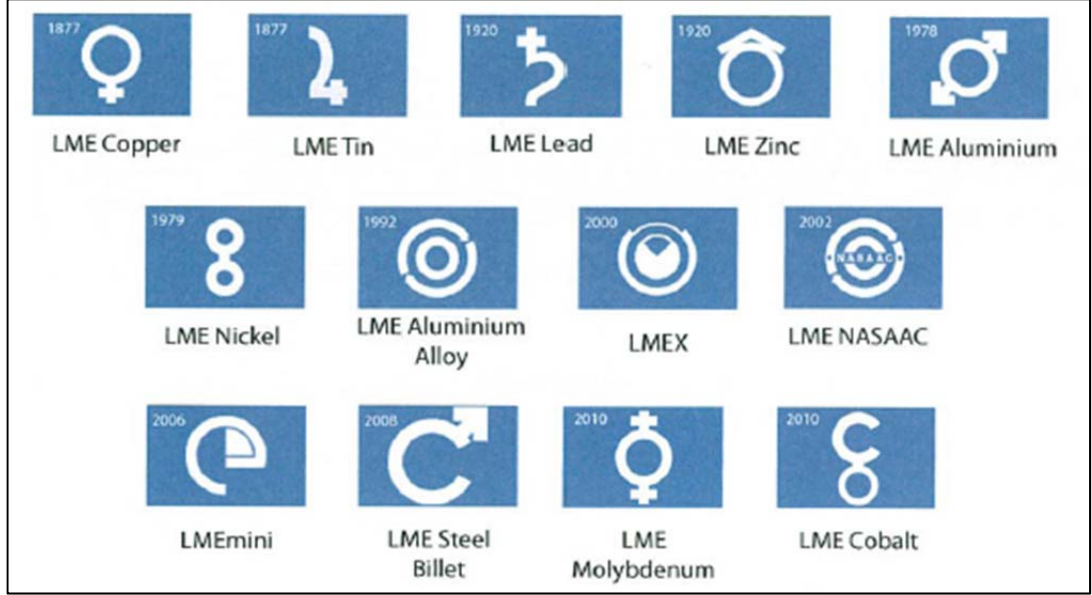 1877 1877 1920 1920 1978
LME Copper LME Tin LME Lead LME Zinc LME Aluminium
1979 1992 2000 2002
NASAAC
LME Nickel LME Aluminium Alloy LMEX LME NASAAC
2006 2008 2010 2010
LMEmini LME Steel Billet LME Molybdenum LME Cobalt